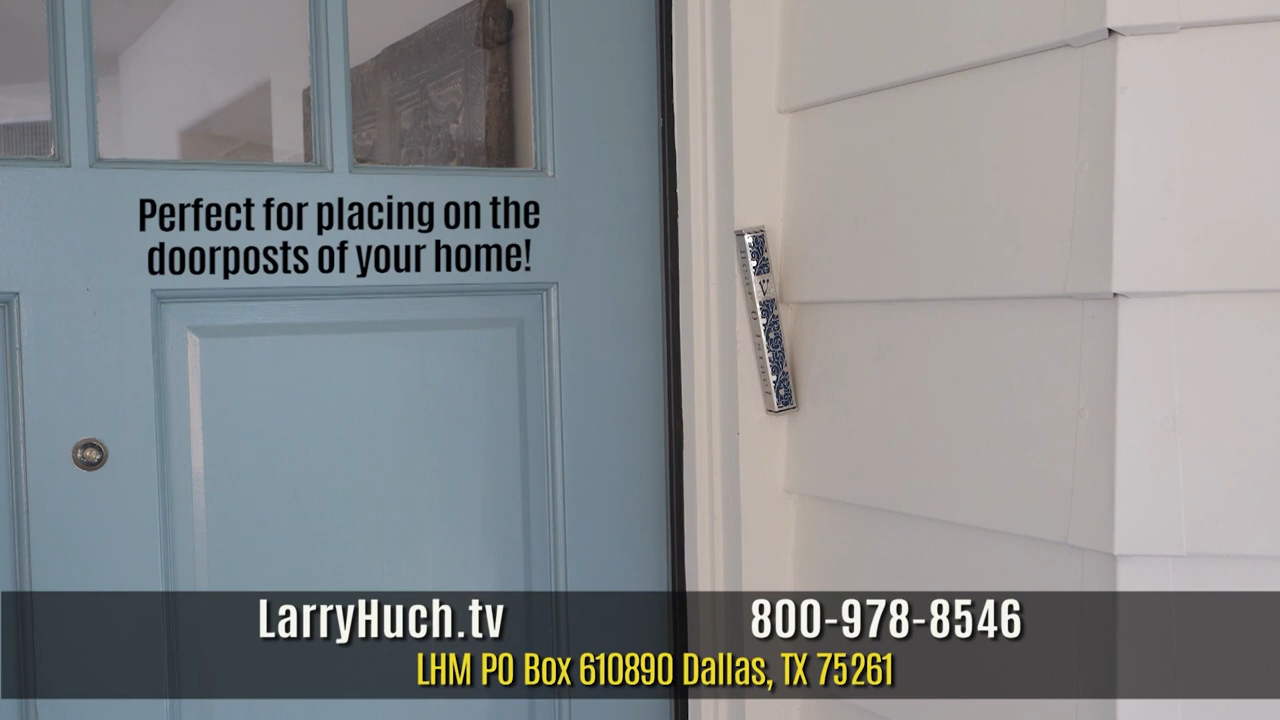 Perfect for placing on the
doorposts of your home!
LarryHuch.tv
800-978-8546
LHM PO Box 610890 Dallas, TX 75261